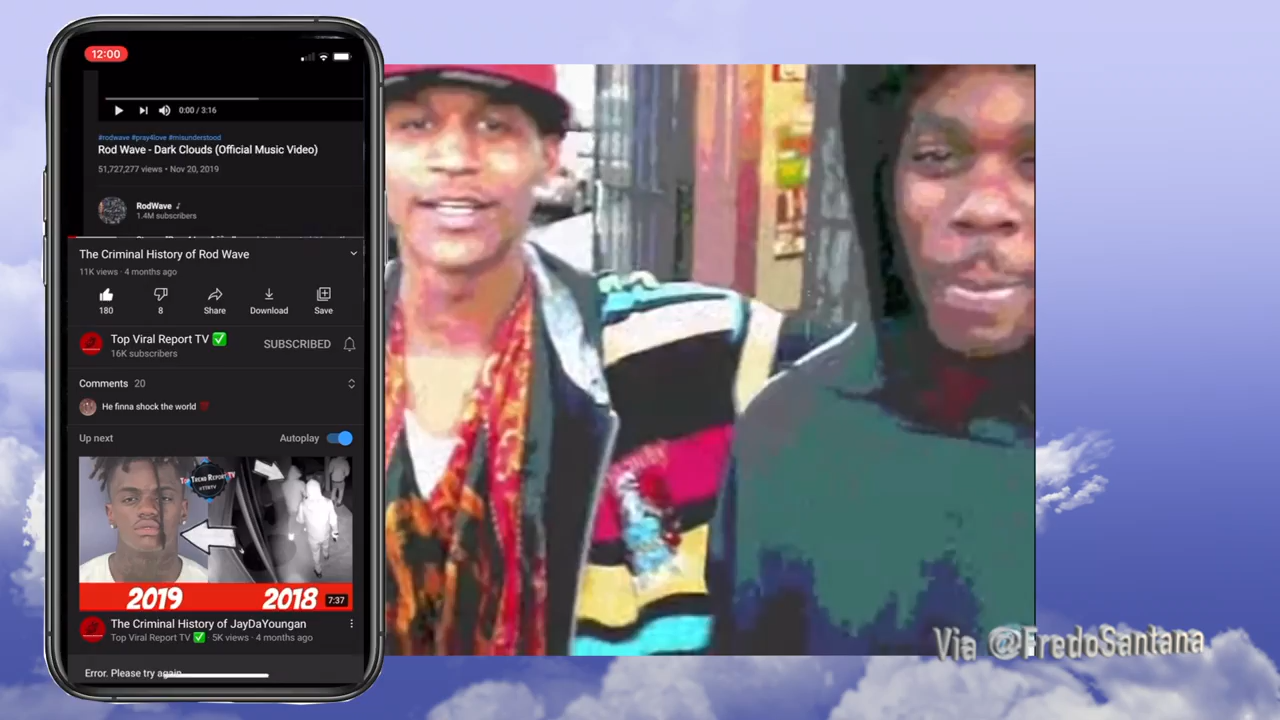 12:00
0:00 / 3:16
#rodwave #pray4love #misunderstood
Rod Wave - Dark Clouds (Official Music Video)
51,727,277 views • Nov 20, 2019
RodWave
1.4M subscribers
The Criminal History of Rod Wave
11K views · 4 months ago
180
8
Share
Download
Save
Top Viral Report TV ✅
16K subscribers
SUBSCRIBED
Comments 20
He finna shock the world
Up next
Autoplay
TOP TREND REPORT TV
2019
2018
7:37
The Criminal History of JayDaYoungan
Top Viral Report TV ✅ 5K views · 4 months ago
Error. Please try again
Via @FredoSantana